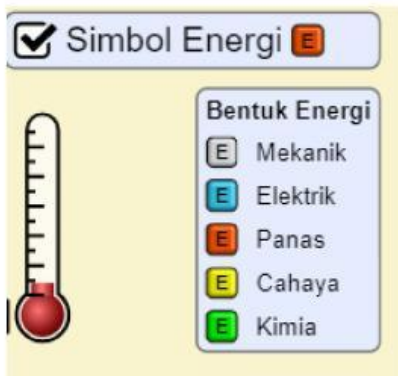 Simbol Energi E
Bentuk Energi
E Mekanik
E Elektrik
E Panas
E Cahaya
E Kimia